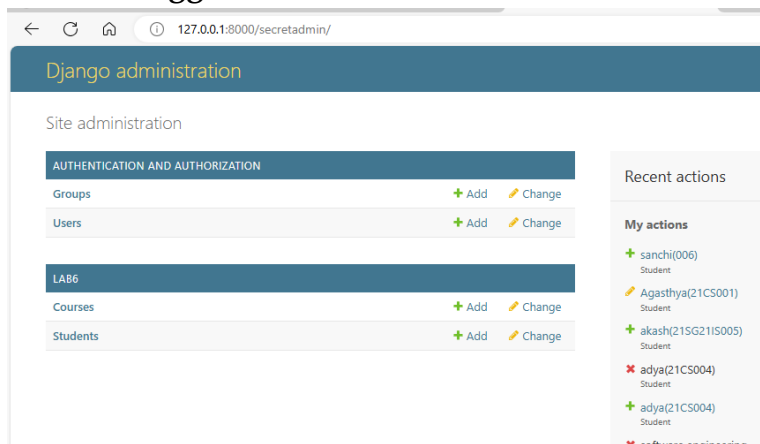 127.0.0.1:8000/secretadmin/
Django administration
Site administration
AUTHENTICATION AND AUTHORIZATION
Groups + Add Change
Users + Add Change
LAB6
Courses + Add Change
Students + Add Change
Recent actions
My actions
sanchi(006)
Student
Agasthya(21CS001)
Student
akash(21SG21IS005)
Student
adya(21CS004)
Student
adya(21CS004)
Student